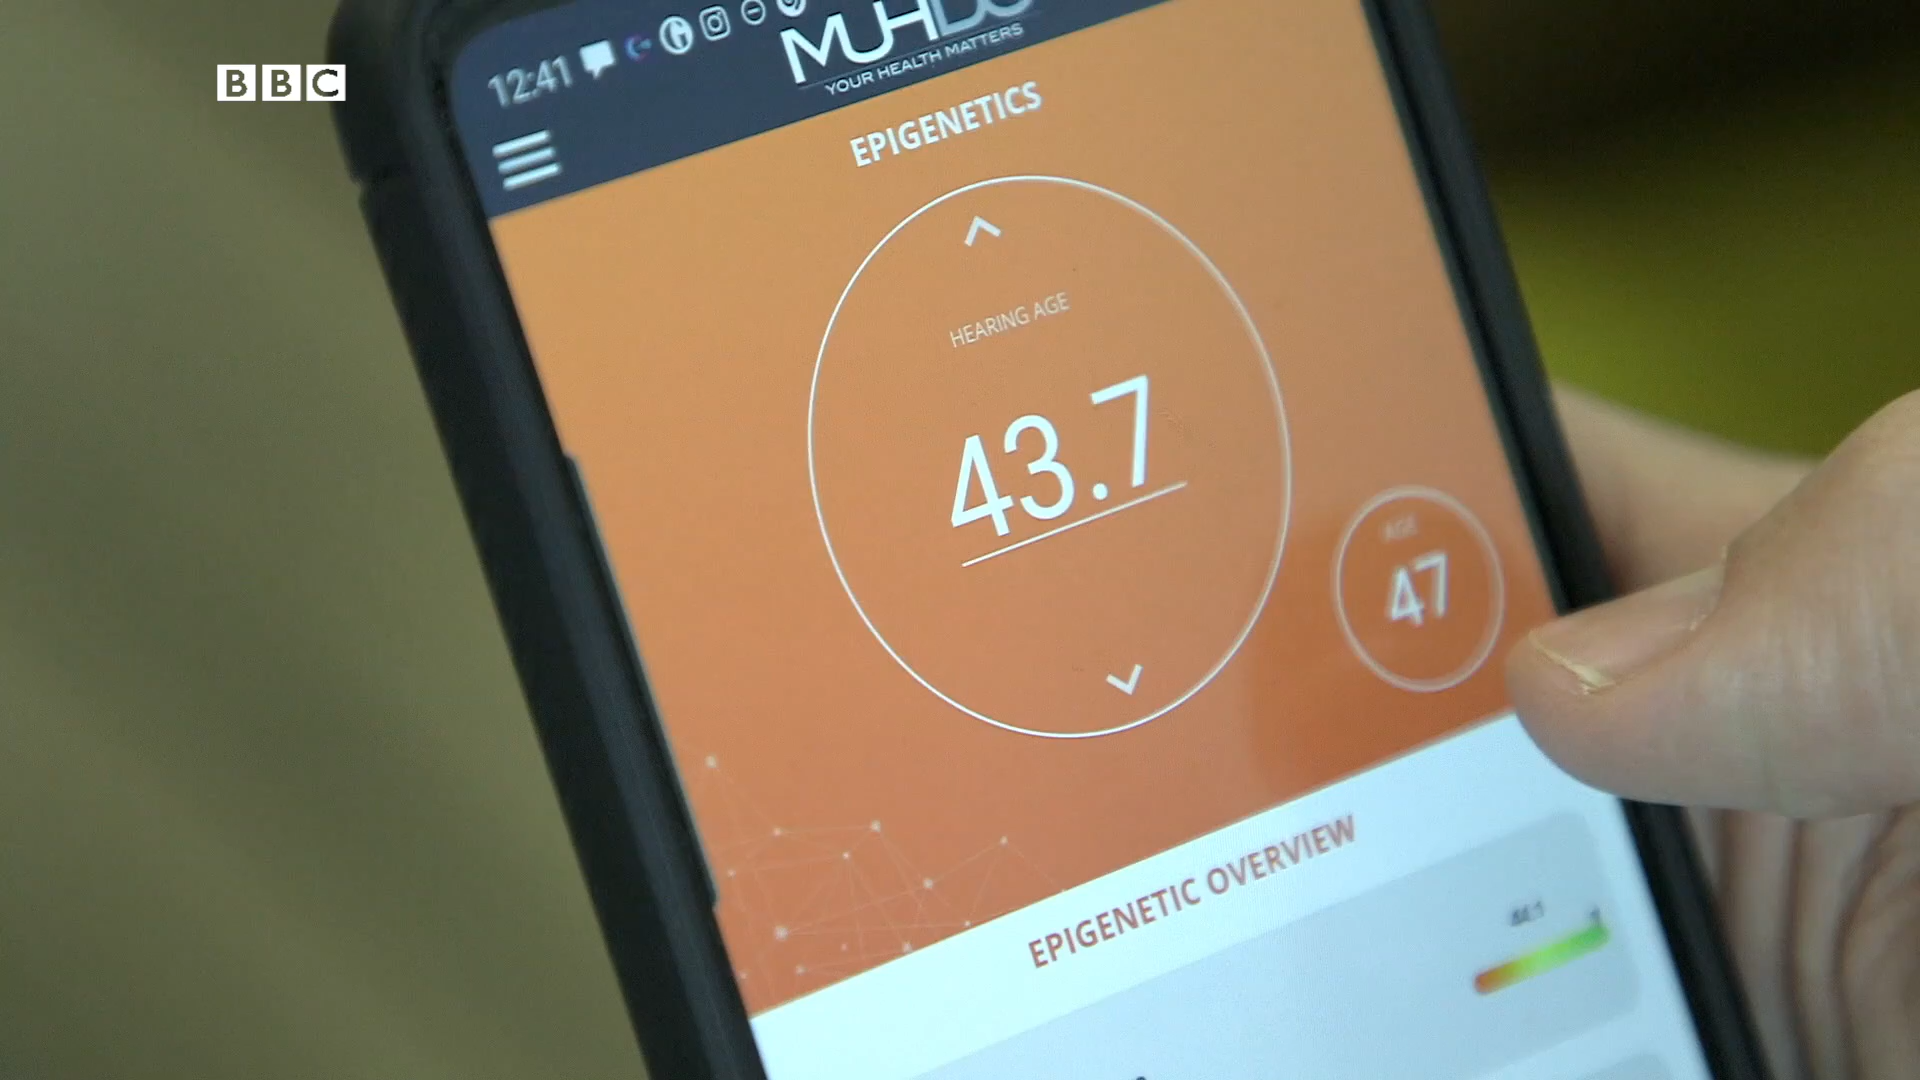 BBC
12:41
MUHDO
YOUR HEALTH MATTERS
EPIGENETICS
HEARING AGE
43.7
AGE
47
EPIGENETIC OVERVIEW